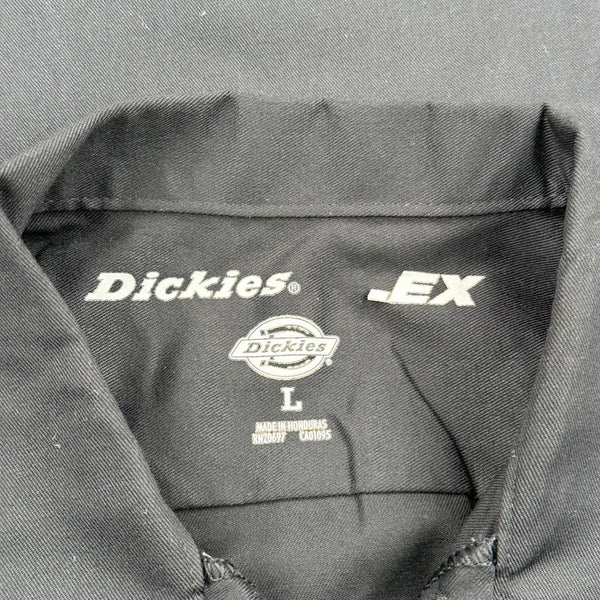 Dickies®
.EX
Dickies®
L
MADE IN HONDURAS
RN20697 CA01095